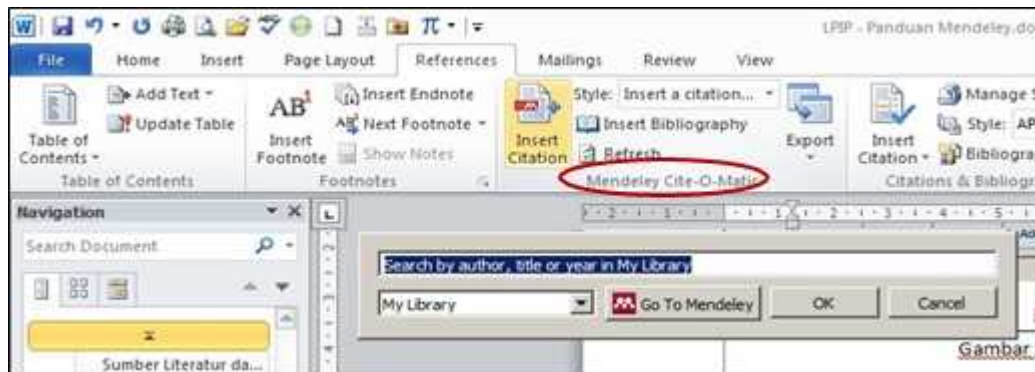 LPIP - Panduan Mendeley.do
File Home Insert Page Layout References Mailings Review View
Table of Contents
Add Text
Update Table
Table of Contents
AB1
Insert Footnote
Insert Endnote
Next Footnote
Show Notes
Footnotes
Insert Citation
Style: Insert a citation...
Insert Bibliography
Refresh
Export
Mendeley Cite-O-Matic
Insert Citation
Manage S
Style: AP
Bibliogra
Citations & Bibliogr
Navigation
Search Document
Sumber Literatur da...
Search by author, title or year in My Library
My Library
Go To Mendeley
OK
Cancel
Gambar